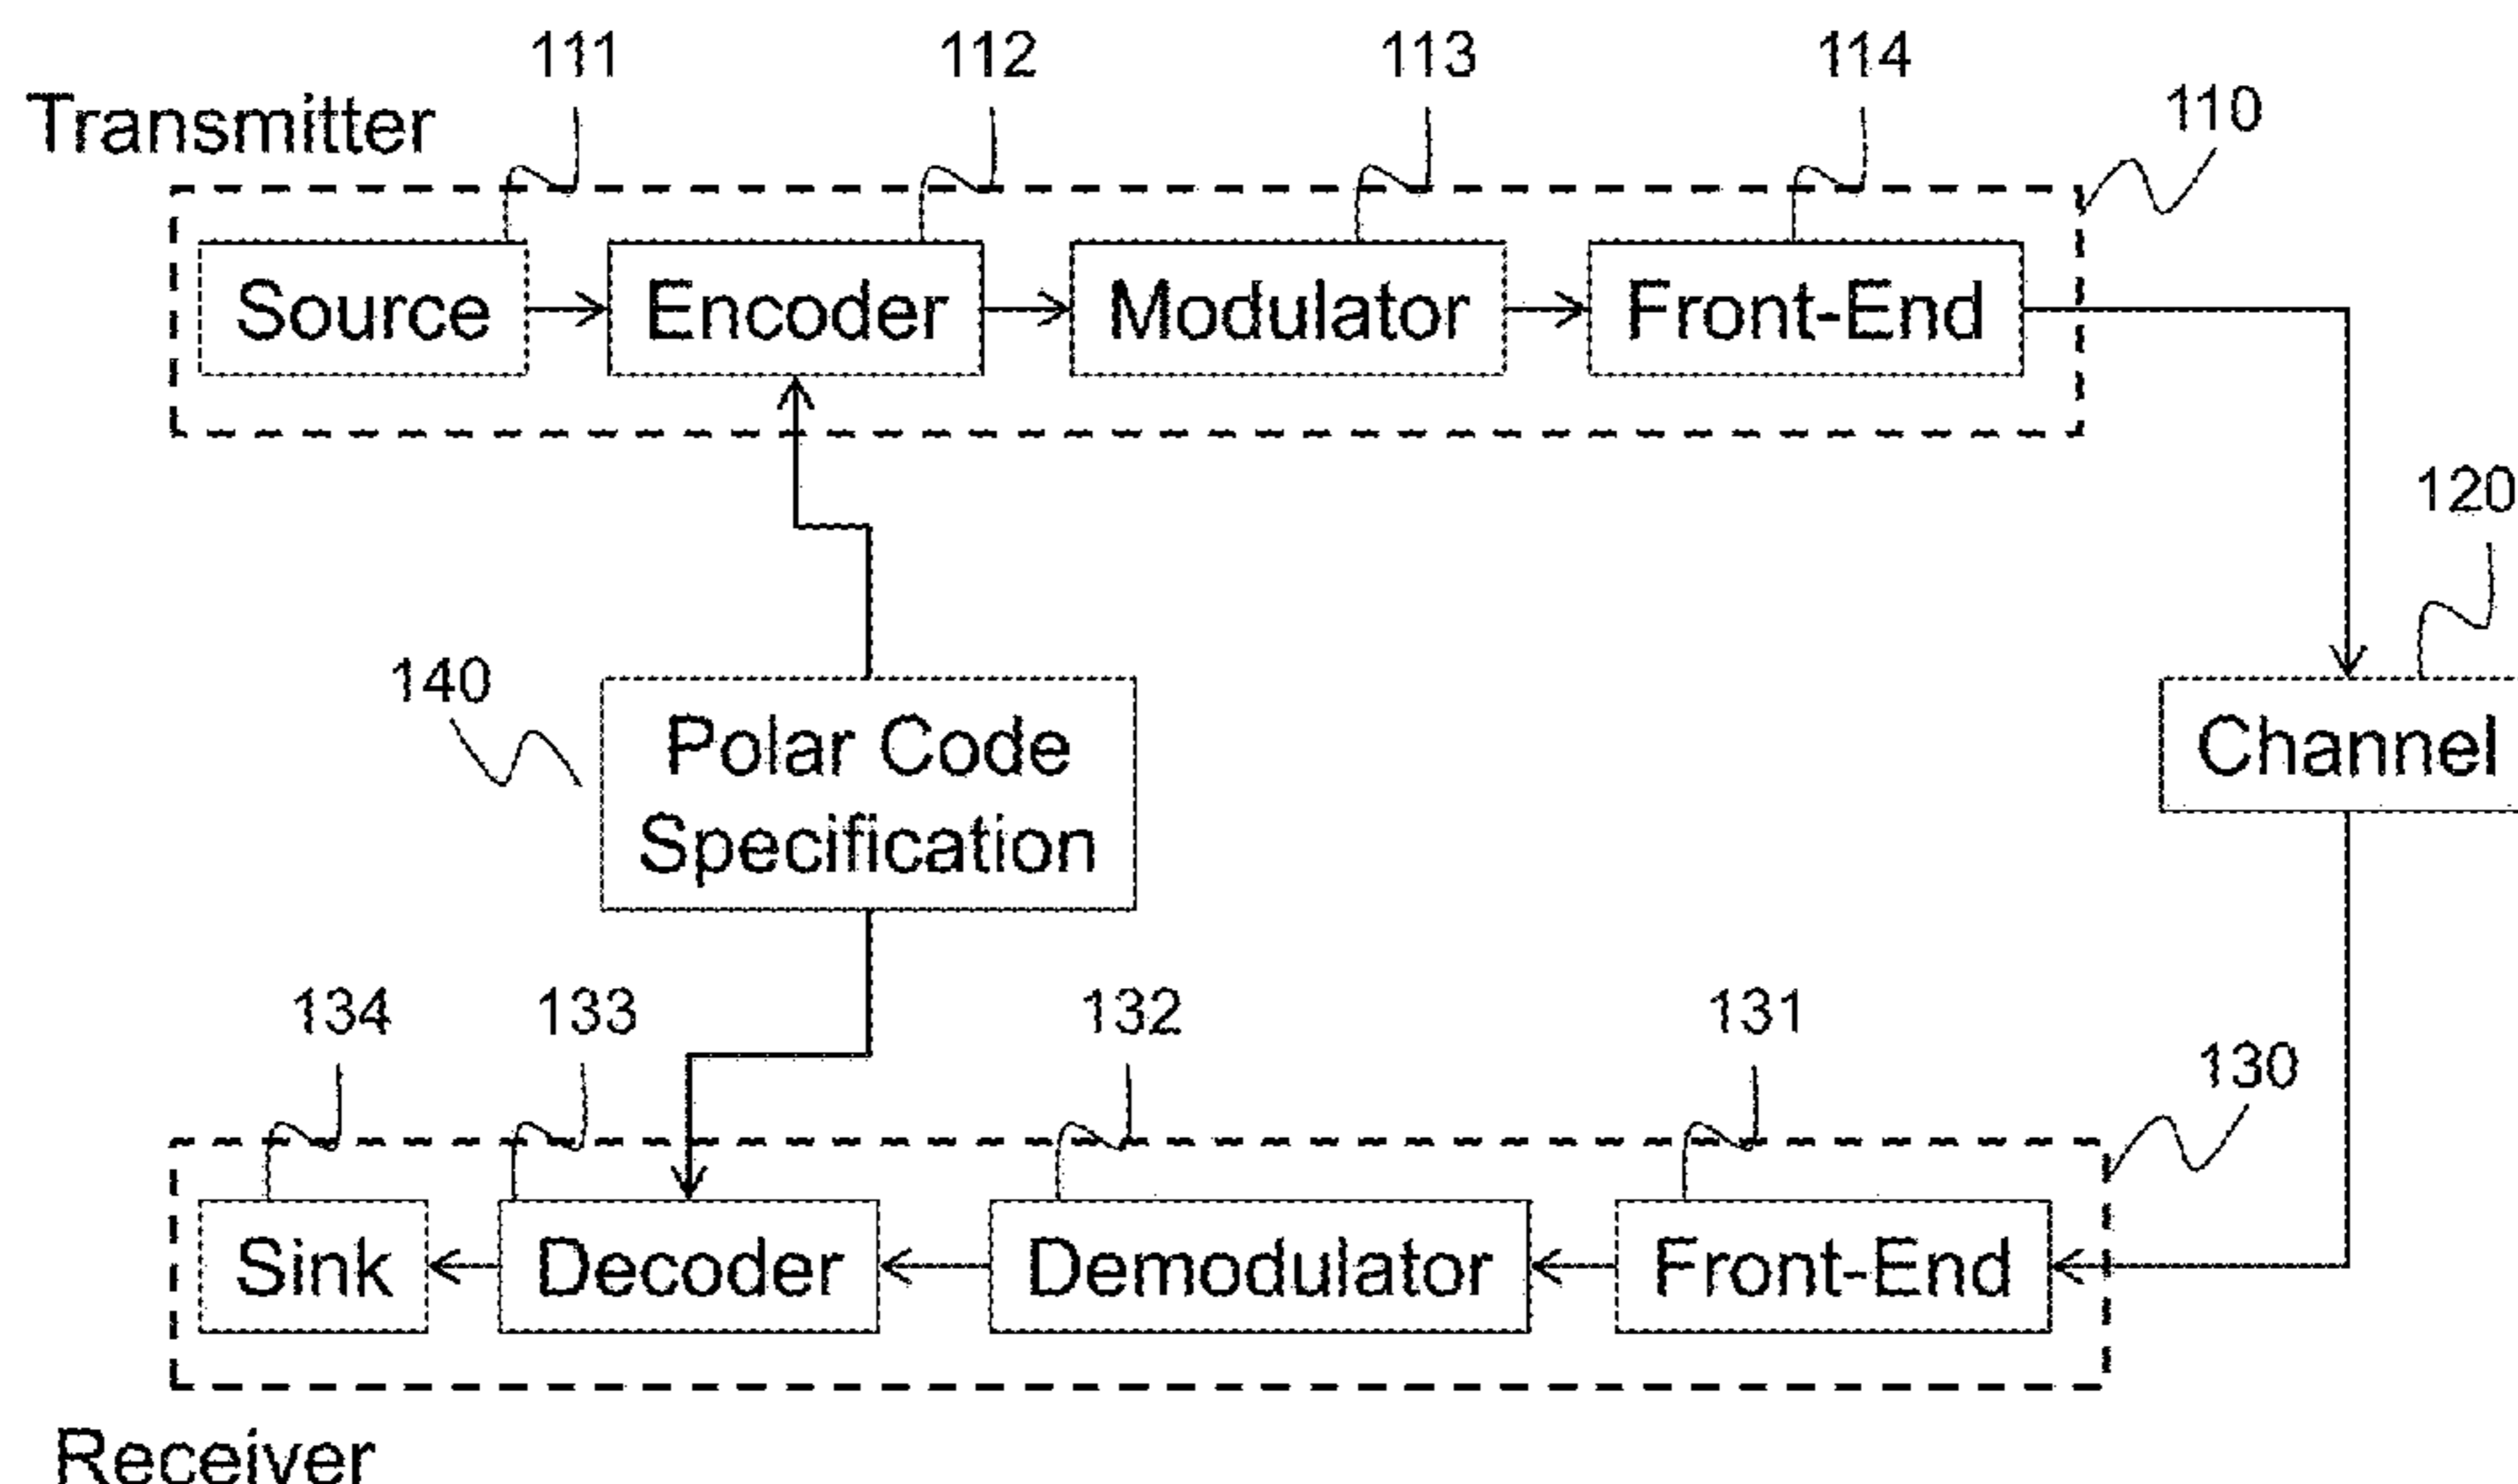 111
112
113
114
110
Transmitter
Source
Encoder
Modulator
Front-End
120
140
Polar Code
Specification
Channel
134
133
132
131
130
Sink
Decoder
Demodulator
Front-End
Receiver